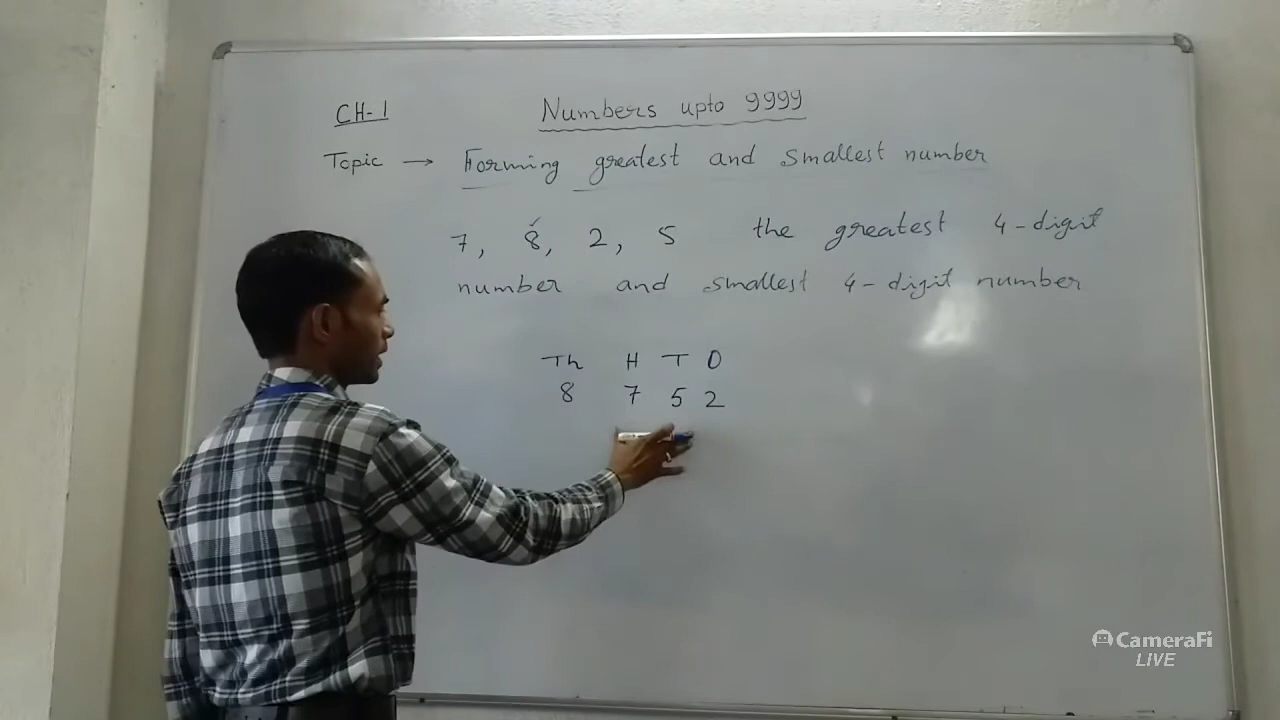 CH-1
Numbers upto 9999
Topic → Forming greatest and smallest number
7, 8, 2, 5 the greatest 4-digit
number and smallest 4-digit number
Th H T O
8 7 5 2
CameraFi
LIVE